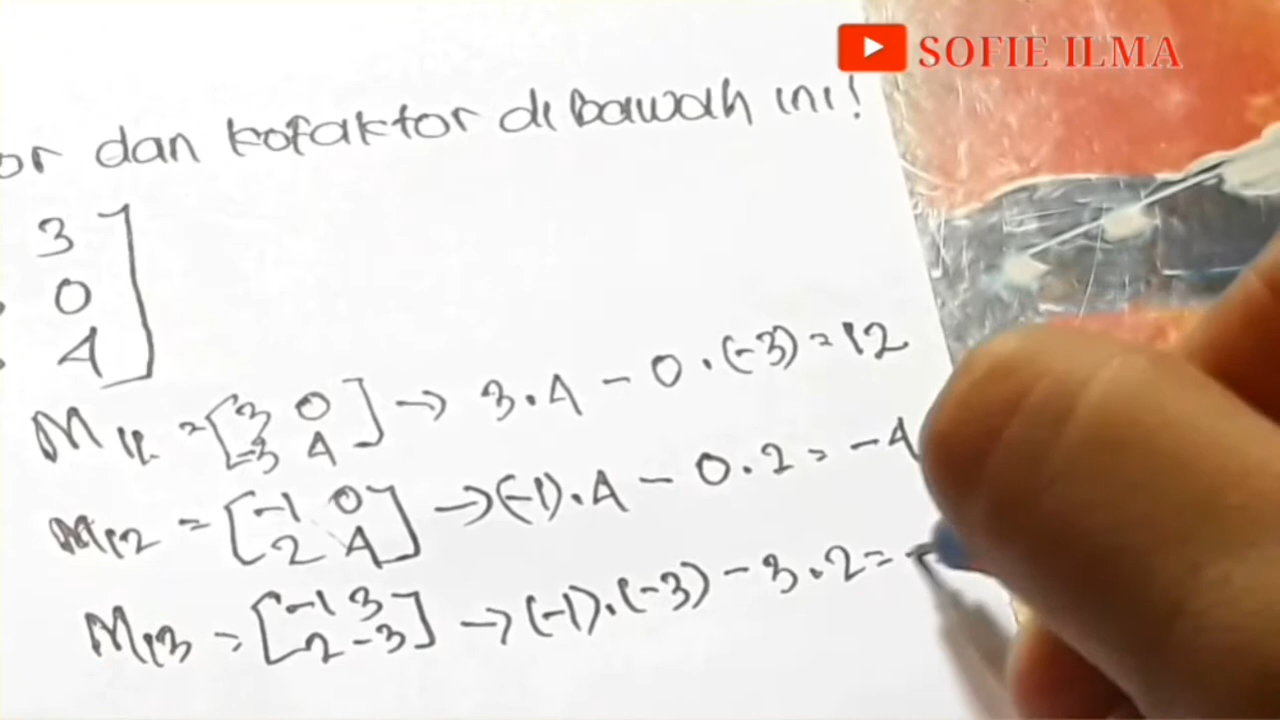 SOFIE ILMA
or dan kofaktor di bawah ini!
3
0
4
M11 = [3 0] → 3.4 - 0.(-3) = 12
-3 4
M12 = [-1 0] → (-1).4 - 0.2 = -4
2 4
M13 = [-1 3] → (-1).(-3) - 3.2 = -
2 -3